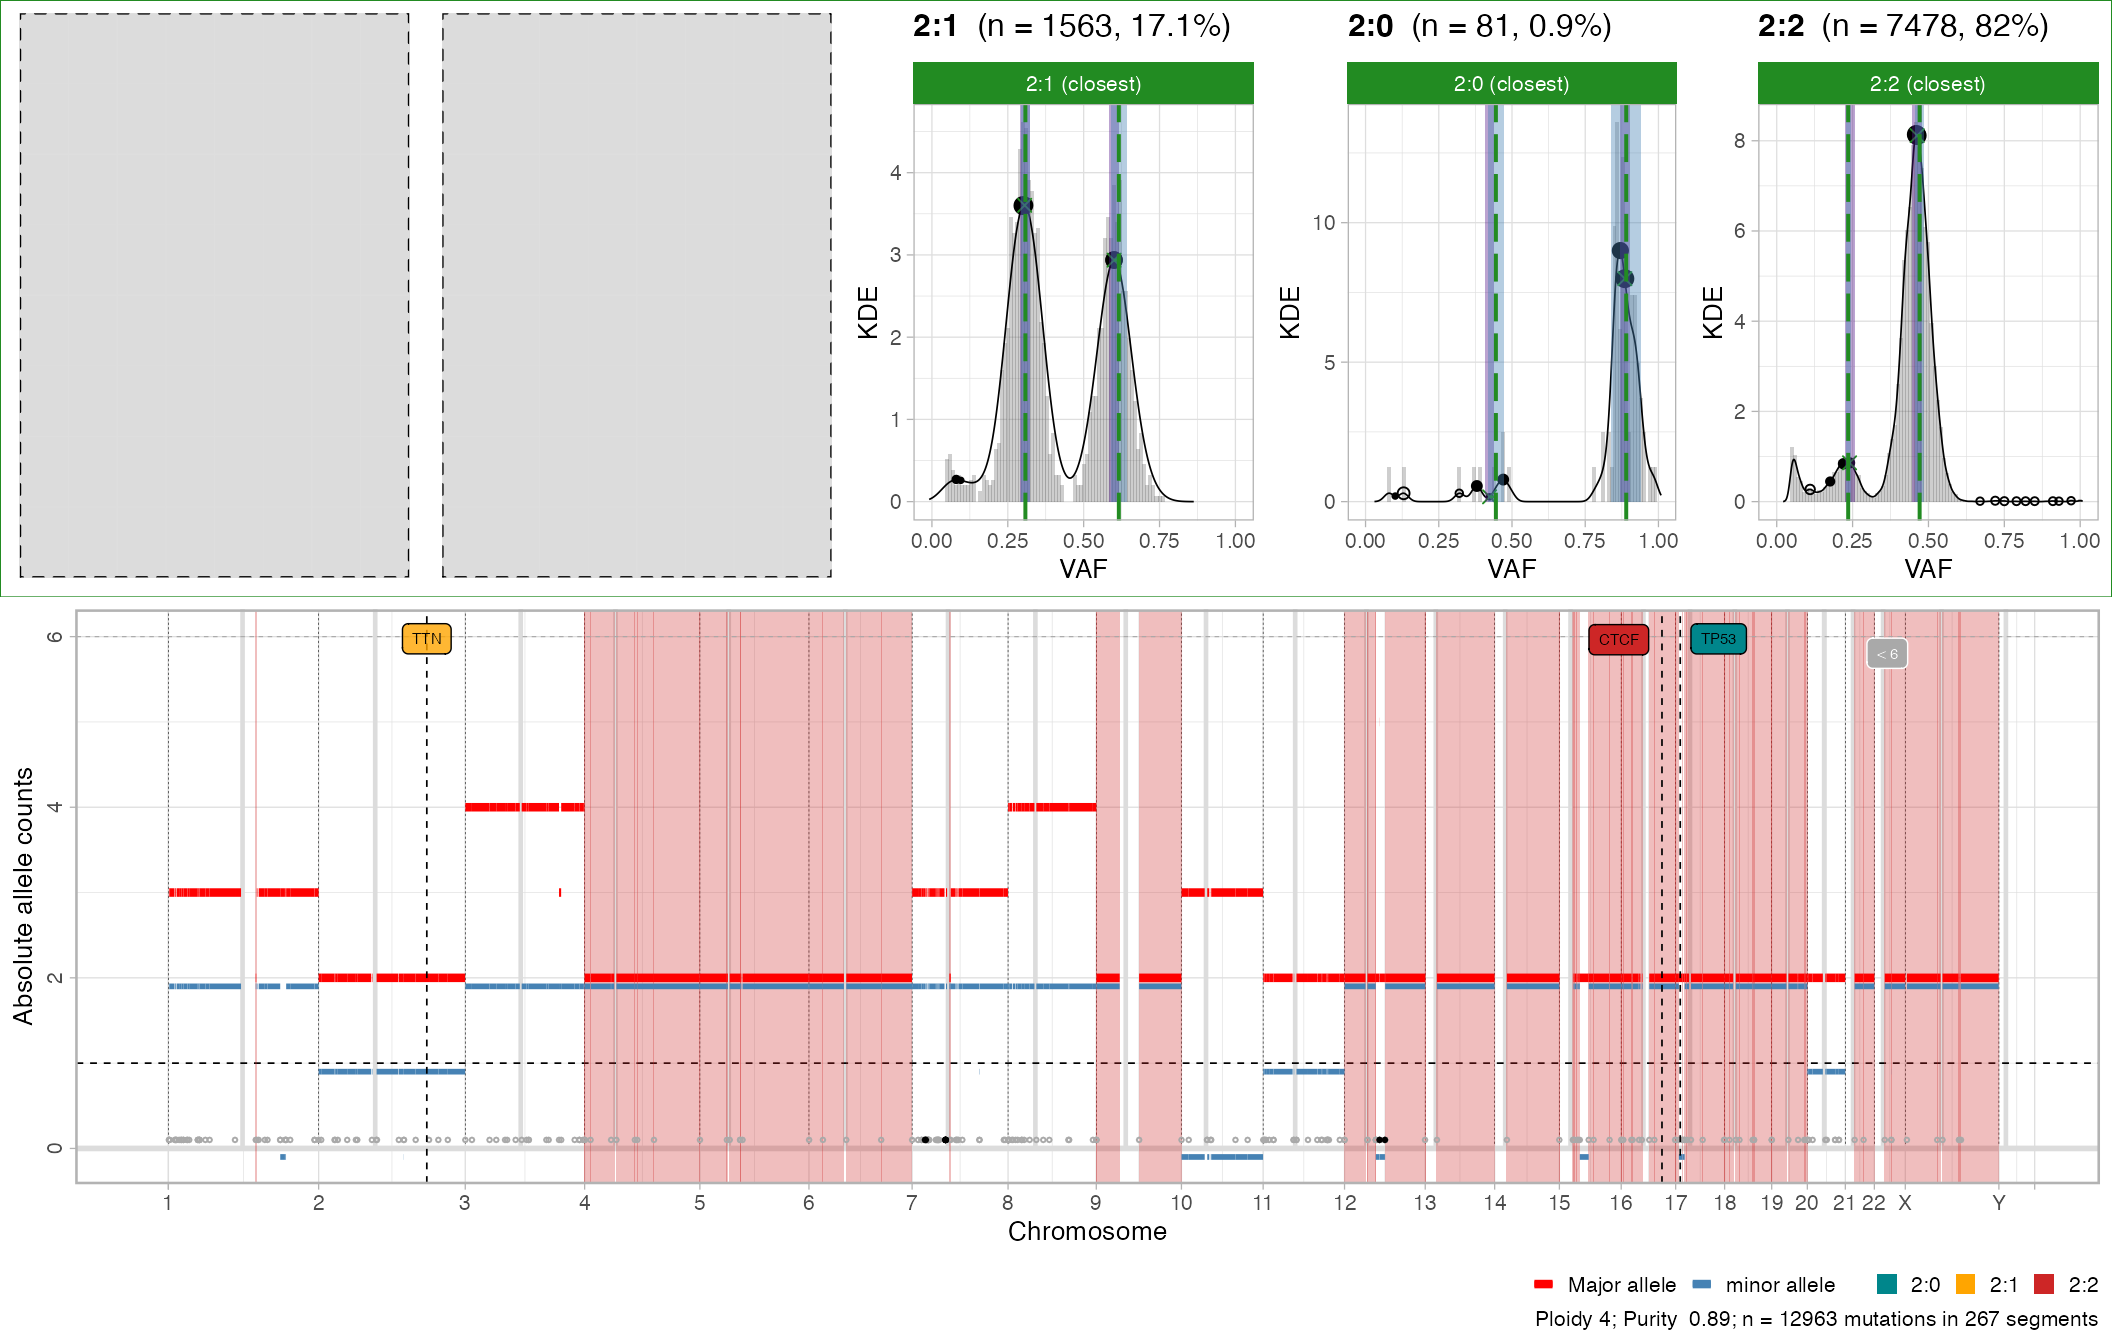 2:1 (n = 1563, 17.1%)
2:0 (n = 81, 0.9%)
2:2 (n = 7478, 82%)
2:1 (closest)
2:0 (closest)
2:2 (closest)
KDE
4
3
2
1
0
0.00 0.25 0.50 0.75 1.00
VAF
KDE
10
5
0
0.00 0.25 0.50 0.75 1.00
VAF
KDE
8
6
4
2
0
0.00 0.25 0.50 0.75 1.00
VAF
Absolute allele counts
6
4
2
0
TTN
CTCF
TP53
< 6
1 2 3 4 5 6 7 8 9 10 11 12 13 14 15 16 17 18 19 20 21 22 X Y
Chromosome
Major allele minor allele 2:0 2:1 2:2
Ploidy 4; Purity 0.89; n = 12963 mutations in 267 segments